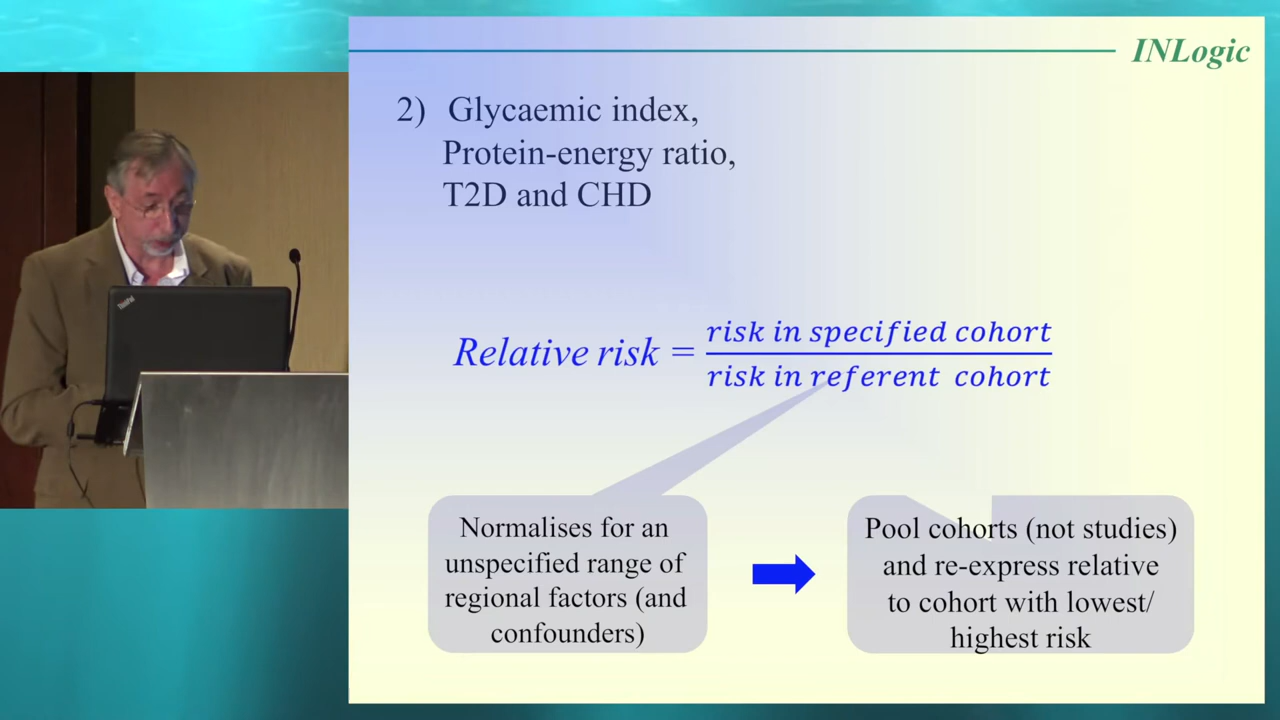 INLogic
2) Glycaemic index,
Protein-energy ratio,
T2D and CHD
Relative risk = risk in specified cohort
risk in referent cohort
Normalises for an
unspecified range of
regional factors (and
confounders)
Pool cohorts (not studies)
and re-express relative
to cohort with lowest/
highest risk
ThinkPad